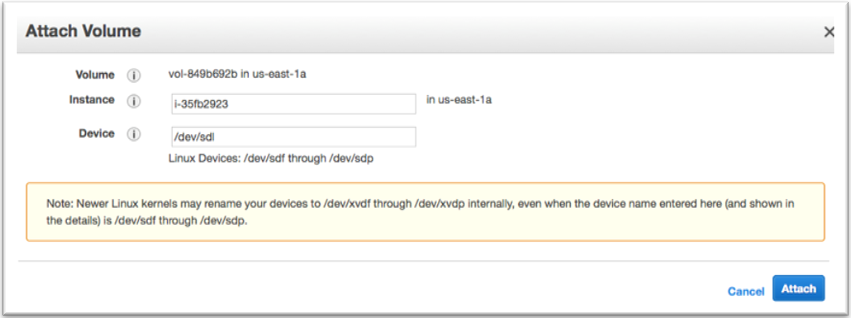 Attach Volume
Volume vol-849b692b in us-east-1a
Instance i-35fb2923 in us-east-1a
Device /dev/sdl
Linux Devices: /dev/sdf through /dev/sdp
Note: Newer Linux kernels may rename your devices to /dev/xvdf through /dev/xvdp internally, even when the device name entered here (and shown in
the details) is /dev/sdf through /dev/sdp.
Cancel Attach